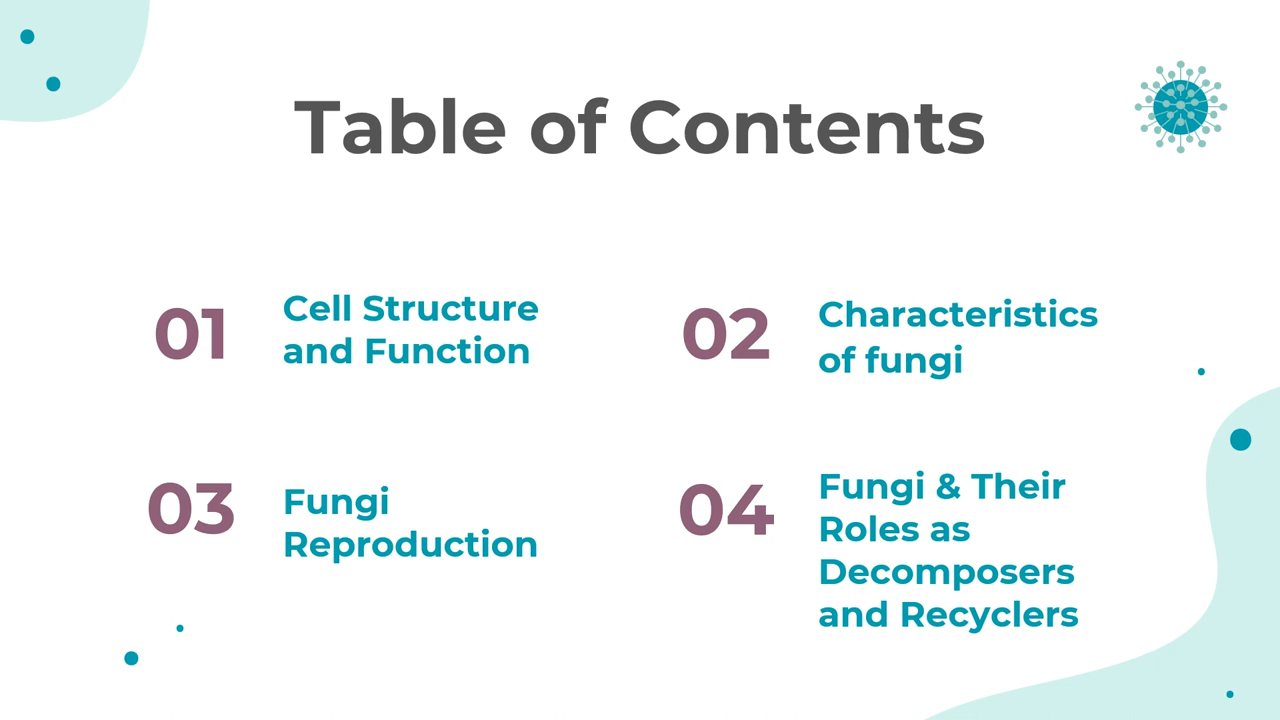 Table of Contents
01
Cell Structure
and Function
02
Characteristics
of fungi
03
Fungi
Reproduction
04
Fungi & Their
Roles as
Decomposers
and Recyclers